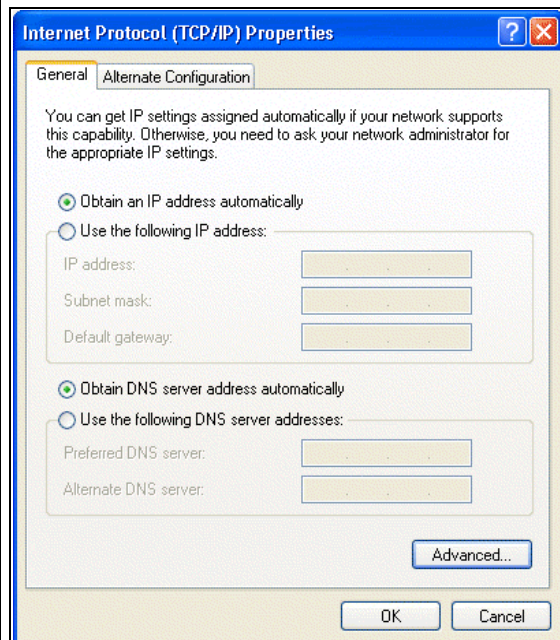 Internet Protocol (TCP/IP) Properties
General
Alternate Configuration
You can get IP settings assigned automatically if your network supports
this capability. Otherwise, you need to ask your network administrator for
the appropriate IP settings.
Obtain an IP address automatically
Use the following IP address:
IP address:
Subnet mask:
Default gateway:
Obtain DNS server address automatically
Use the following DNS server addresses:
Preferred DNS server:
Alternate DNS server:
Advanced...
OK
Cancel